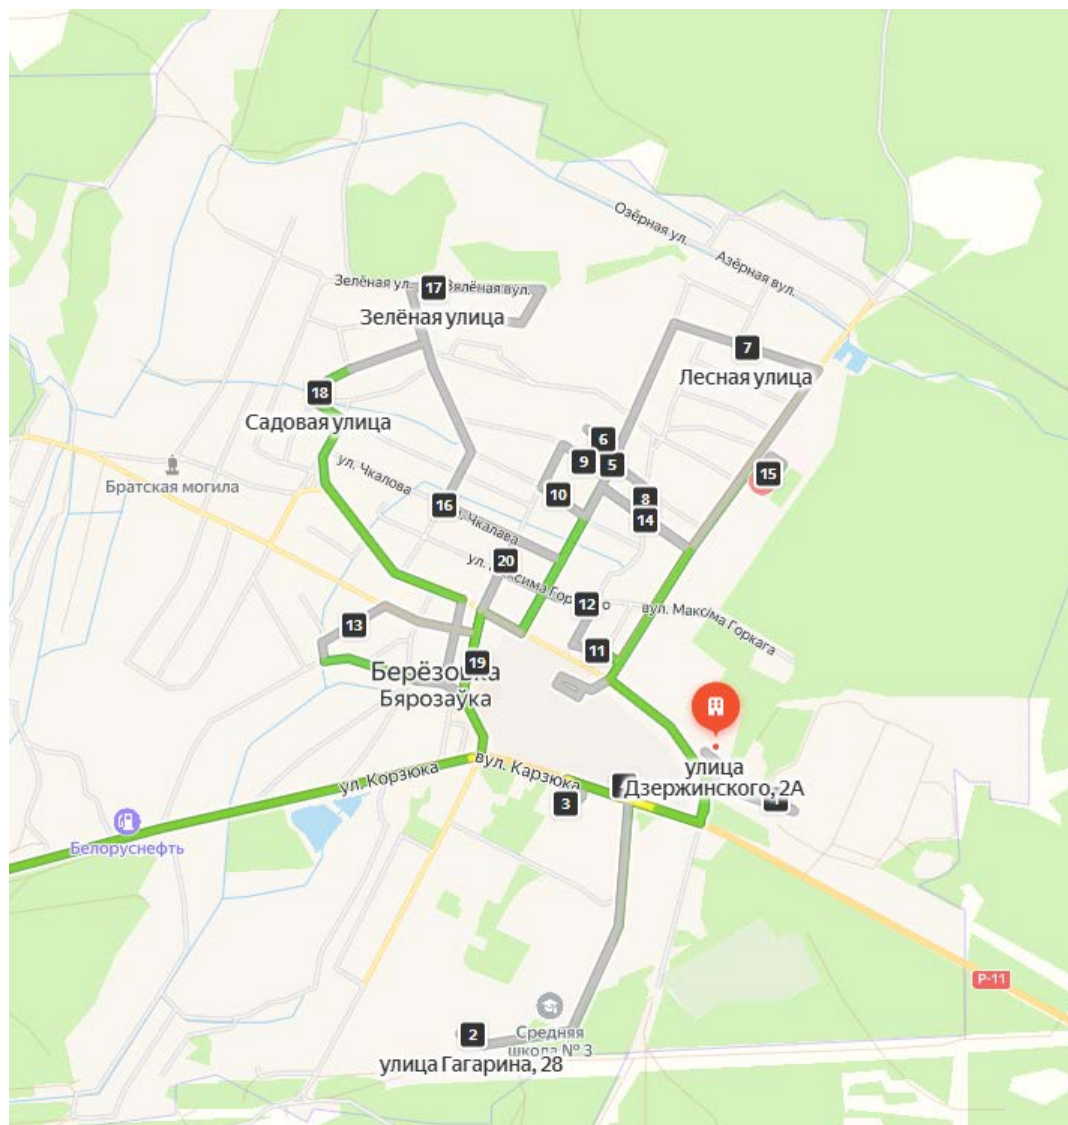 Озёрная ул.
Азёрная вул.
Зелёная ул.
17
Зялёная вул.
Зелёная улица
7
Лесная улица
18
Садовая улица
6
9
5
15
ул. Чкалова
Братская могила
10
8
16
Чкалава
14
20
ул.
12
вул. Максіма Горкага
13
11
19
Берёзовка
Бярозаўка
улица
Дзержинского, 2А
вул. Карзюка
ул. Корзюка
3
Белоруснефть
Р-11
2
Средняя
школа № 3
улица Гагарина, 28